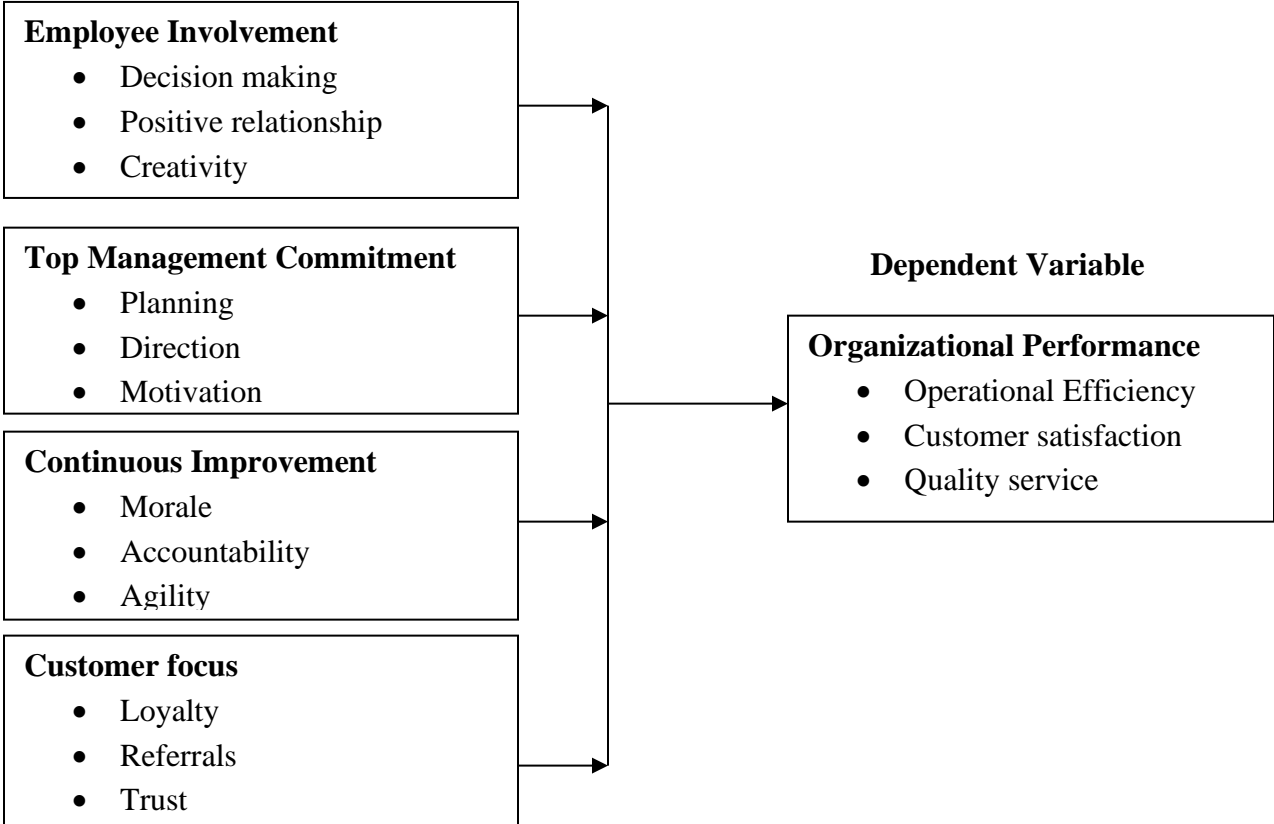 Employee Involvement
• Decision making
• Positive relationship
• Creativity
Top Management Commitment
• Planning
• Direction
• Motivation
Continuous Improvement
• Morale
• Accountability
• Agility
Customer focus
• Loyalty
• Referrals
• Trust
Dependent Variable
Organizational Performance
• Operational Efficiency
• Customer satisfaction
• Quality service